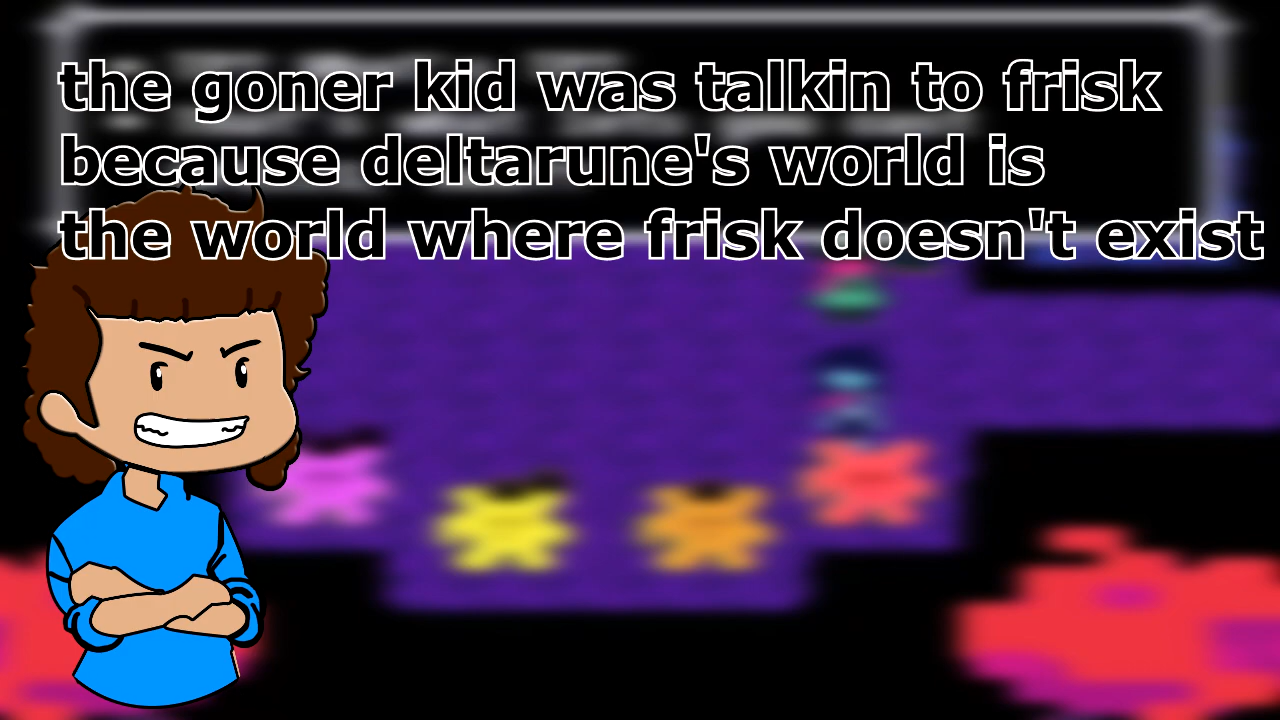 the goner kid was talkin to frisk
because deltarune's world is
the world where frisk doesn't exist